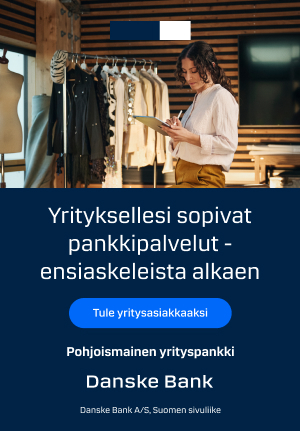 Yrityksellesi sopivat
pankkipalvelut -
ensiaskeleista alkaen
Tule yritysasiakkaaksi
Pohjoismainen yrityspankki
Danske Bank
Danske Bank A/S, Suomen sivuliike